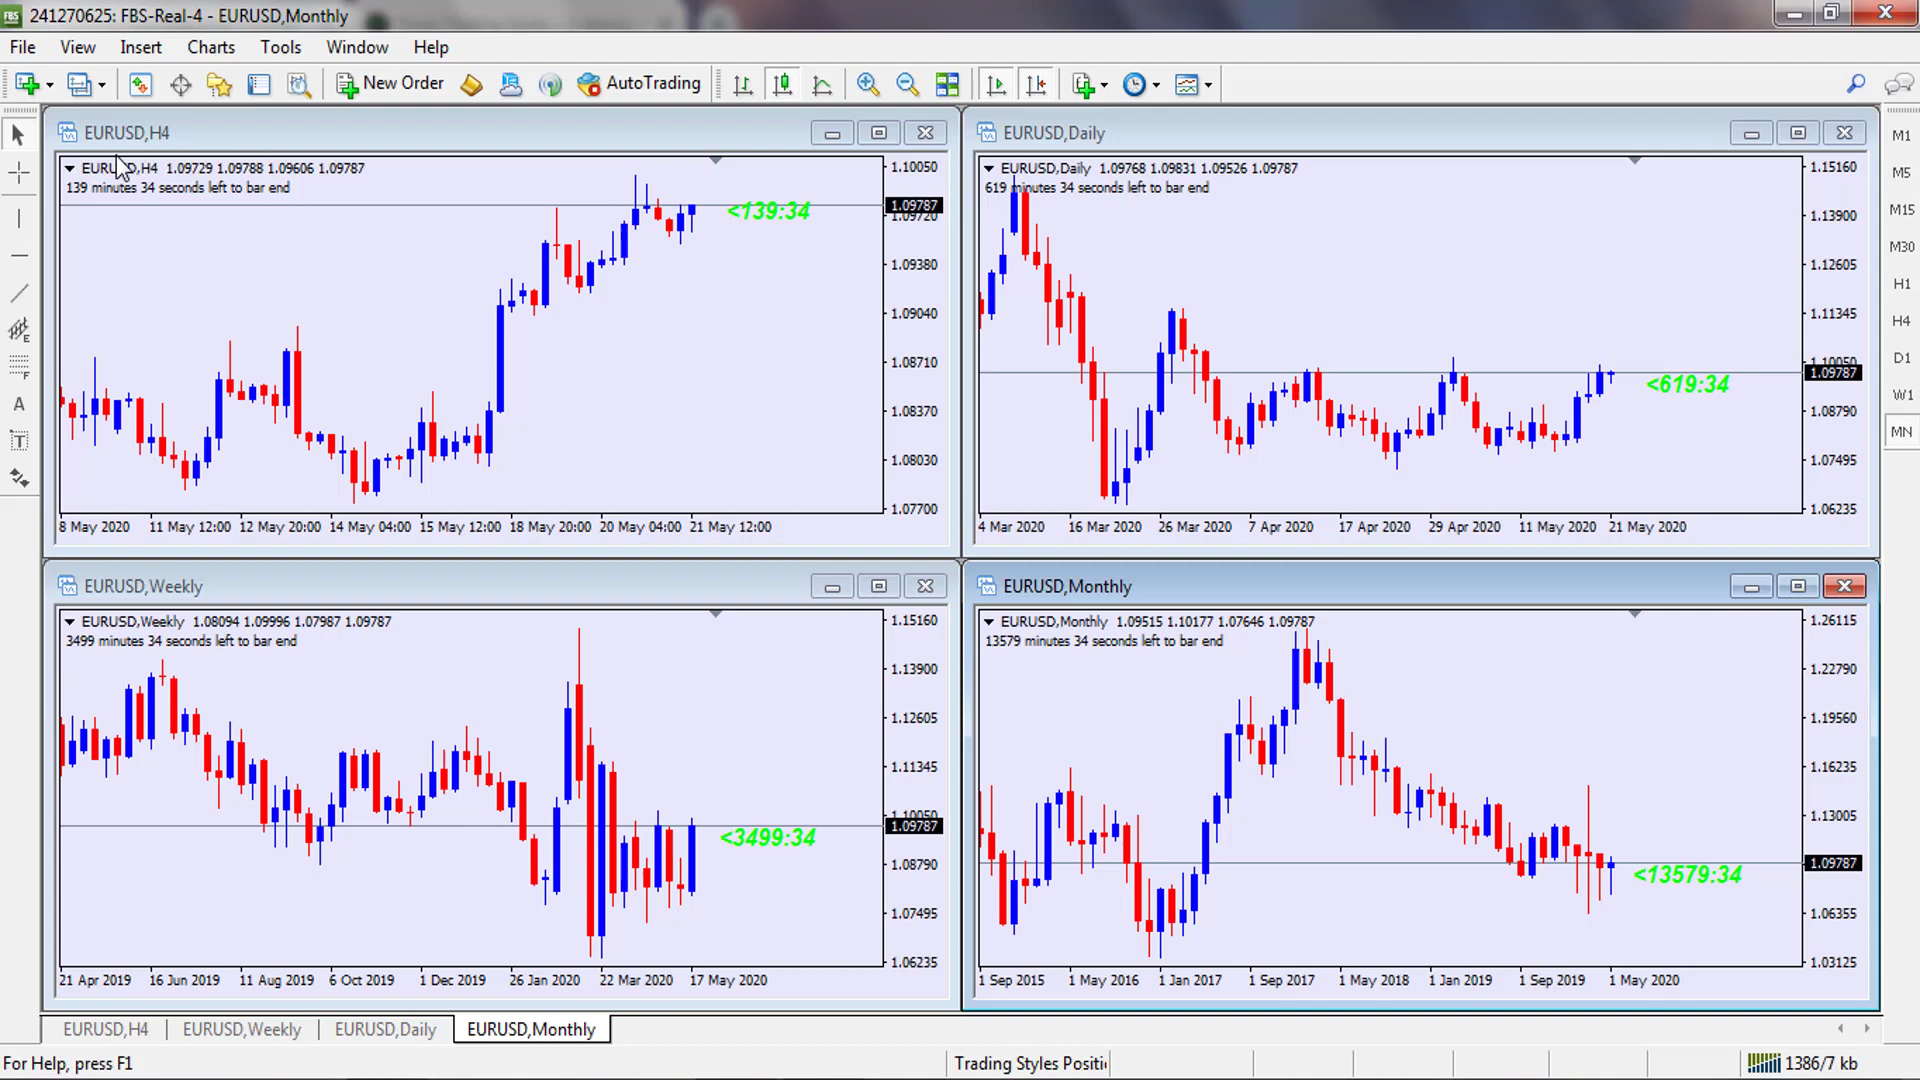 241270625: FBS-Real-4 - EURUSD,Monthly
File View Insert Charts Tools Window Help
New Order AutoTrading
EURUSD,H4
EURUSD,H4 1.09729 1.09788 1.09606 1.09787
139 minutes 34 seconds left to bar end
<139:34
1.10050
1.09787
1.09720
1.09380
1.09040
1.08710
1.08370
1.08030
1.07700
8 May 2020 11 May 12:00 12 May 20:00 14 May 04:00 15 May 12:00 18 May 20:00 20 May 04:00 21 May 12:00
EURUSD,Daily
EURUSD,Daily 1.09768 1.09831 1.09526 1.09787
619 minutes 34 seconds left to bar end
<619:34
1.15160
1.13900
1.12605
1.11345
1.10050
1.09787
1.08790
1.07495
1.06235
4 Mar 2020 16 Mar 2020 26 Mar 2020 7 Apr 2020 17 Apr 2020 29 Apr 2020 11 May 2020 21 May 2020
M1
M5
M15
M30
H1
H4
D1
W1
MN
EURUSD,Weekly
EURUSD,Weekly 1.08094 1.09996 1.07987 1.09787
3499 minutes 34 seconds left to bar end
<3499:34
1.15160
1.13900
1.12605
1.11345
1.10050
1.09787
1.08790
1.07495
1.06235
21 Apr 2019 16 Jun 2019 11 Aug 2019 6 Oct 2019 1 Dec 2019 26 Jan 2020 22 Mar 2020 17 May 2020
EURUSD,Monthly
EURUSD,Monthly 1.09515 1.10177 1.07646 1.09787
13579 minutes 34 seconds left to bar end
<13579:34
1.26115
1.22790
1.19560
1.16235
1.13005
1.09787
1.06355
1.03125
1 Sep 2015 1 May 2016 1 Jan 2017 1 Sep 2017 1 May 2018 1 Jan 2019 1 Sep 2019 1 May 2020
EURUSD,H4 EURUSD,Weekly EURUSD,Daily EURUSD,Monthly
For Help, press F1 Trading Styles Positi 1386/7 kb